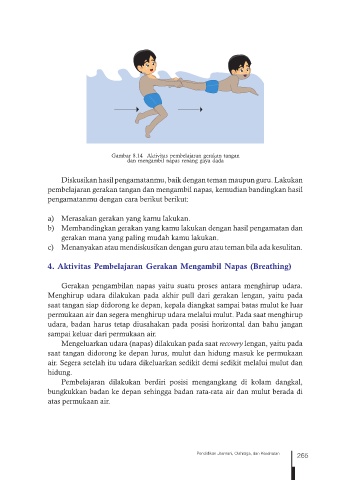 Gambar 8.14 Aktivitas pembelajaran gerakan tangan
dan mengambil napas renang gaya dada
Diskusikan hasil pengamatanmu, baik dengan teman maupun guru. Lakukan
pembelajaran gerakan tangan dan mengambil napas, kemudian bandingkan hasil
pengamatanmu dengan cara berikut berikut:
a) Merasakan gerakan yang kamu lakukan.
b) Membandingkan gerakan yang kamu lakukan dengan hasil pengamatan dan
gerakan mana yang paling mudah kamu lakukan.
c) Menanyakan atau mendiskusikan dengan guru atau teman bila ada kesulitan.
4. Aktivitas Pembelajaran Gerakan Mengambil Napas (Breathing)
Gerakan pengambilan napas yaitu suatu proses antara menghirup udara.
Menghirup udara dilakukan pada akhir pull dari gerakan lengan, yaitu pada
saat tangan siap didorong ke depan, kepala diangkat sampai batas mulut ke luar
permukaan air dan segera menghirup udara melalui mulut. Pada saat menghirup
udara, badan harus tetap diusahakan pada posisi horizontal dan bahu jangan
sampai keluar dari permukaan air.
Mengeluarkan udara (napas) dilakukan pada saat recovery lengan, yaitu pada
saat tangan didorong ke depan lurus, mulut dan hidung masuk ke permukaan
air. Segera setelah itu udara dikeluarkan sedikit demi sedikit melalui mulut dan
hidung.
Pembelajaran dilakukan berdiri posisi mengangkang di kolam dangkal,
bungkukkan badan ke depan sehingga badan rata-rata air dan mulut berada di
atas permukaan air.
Pendidikan Jasmani, Olahraga, dan Kesehatan 265